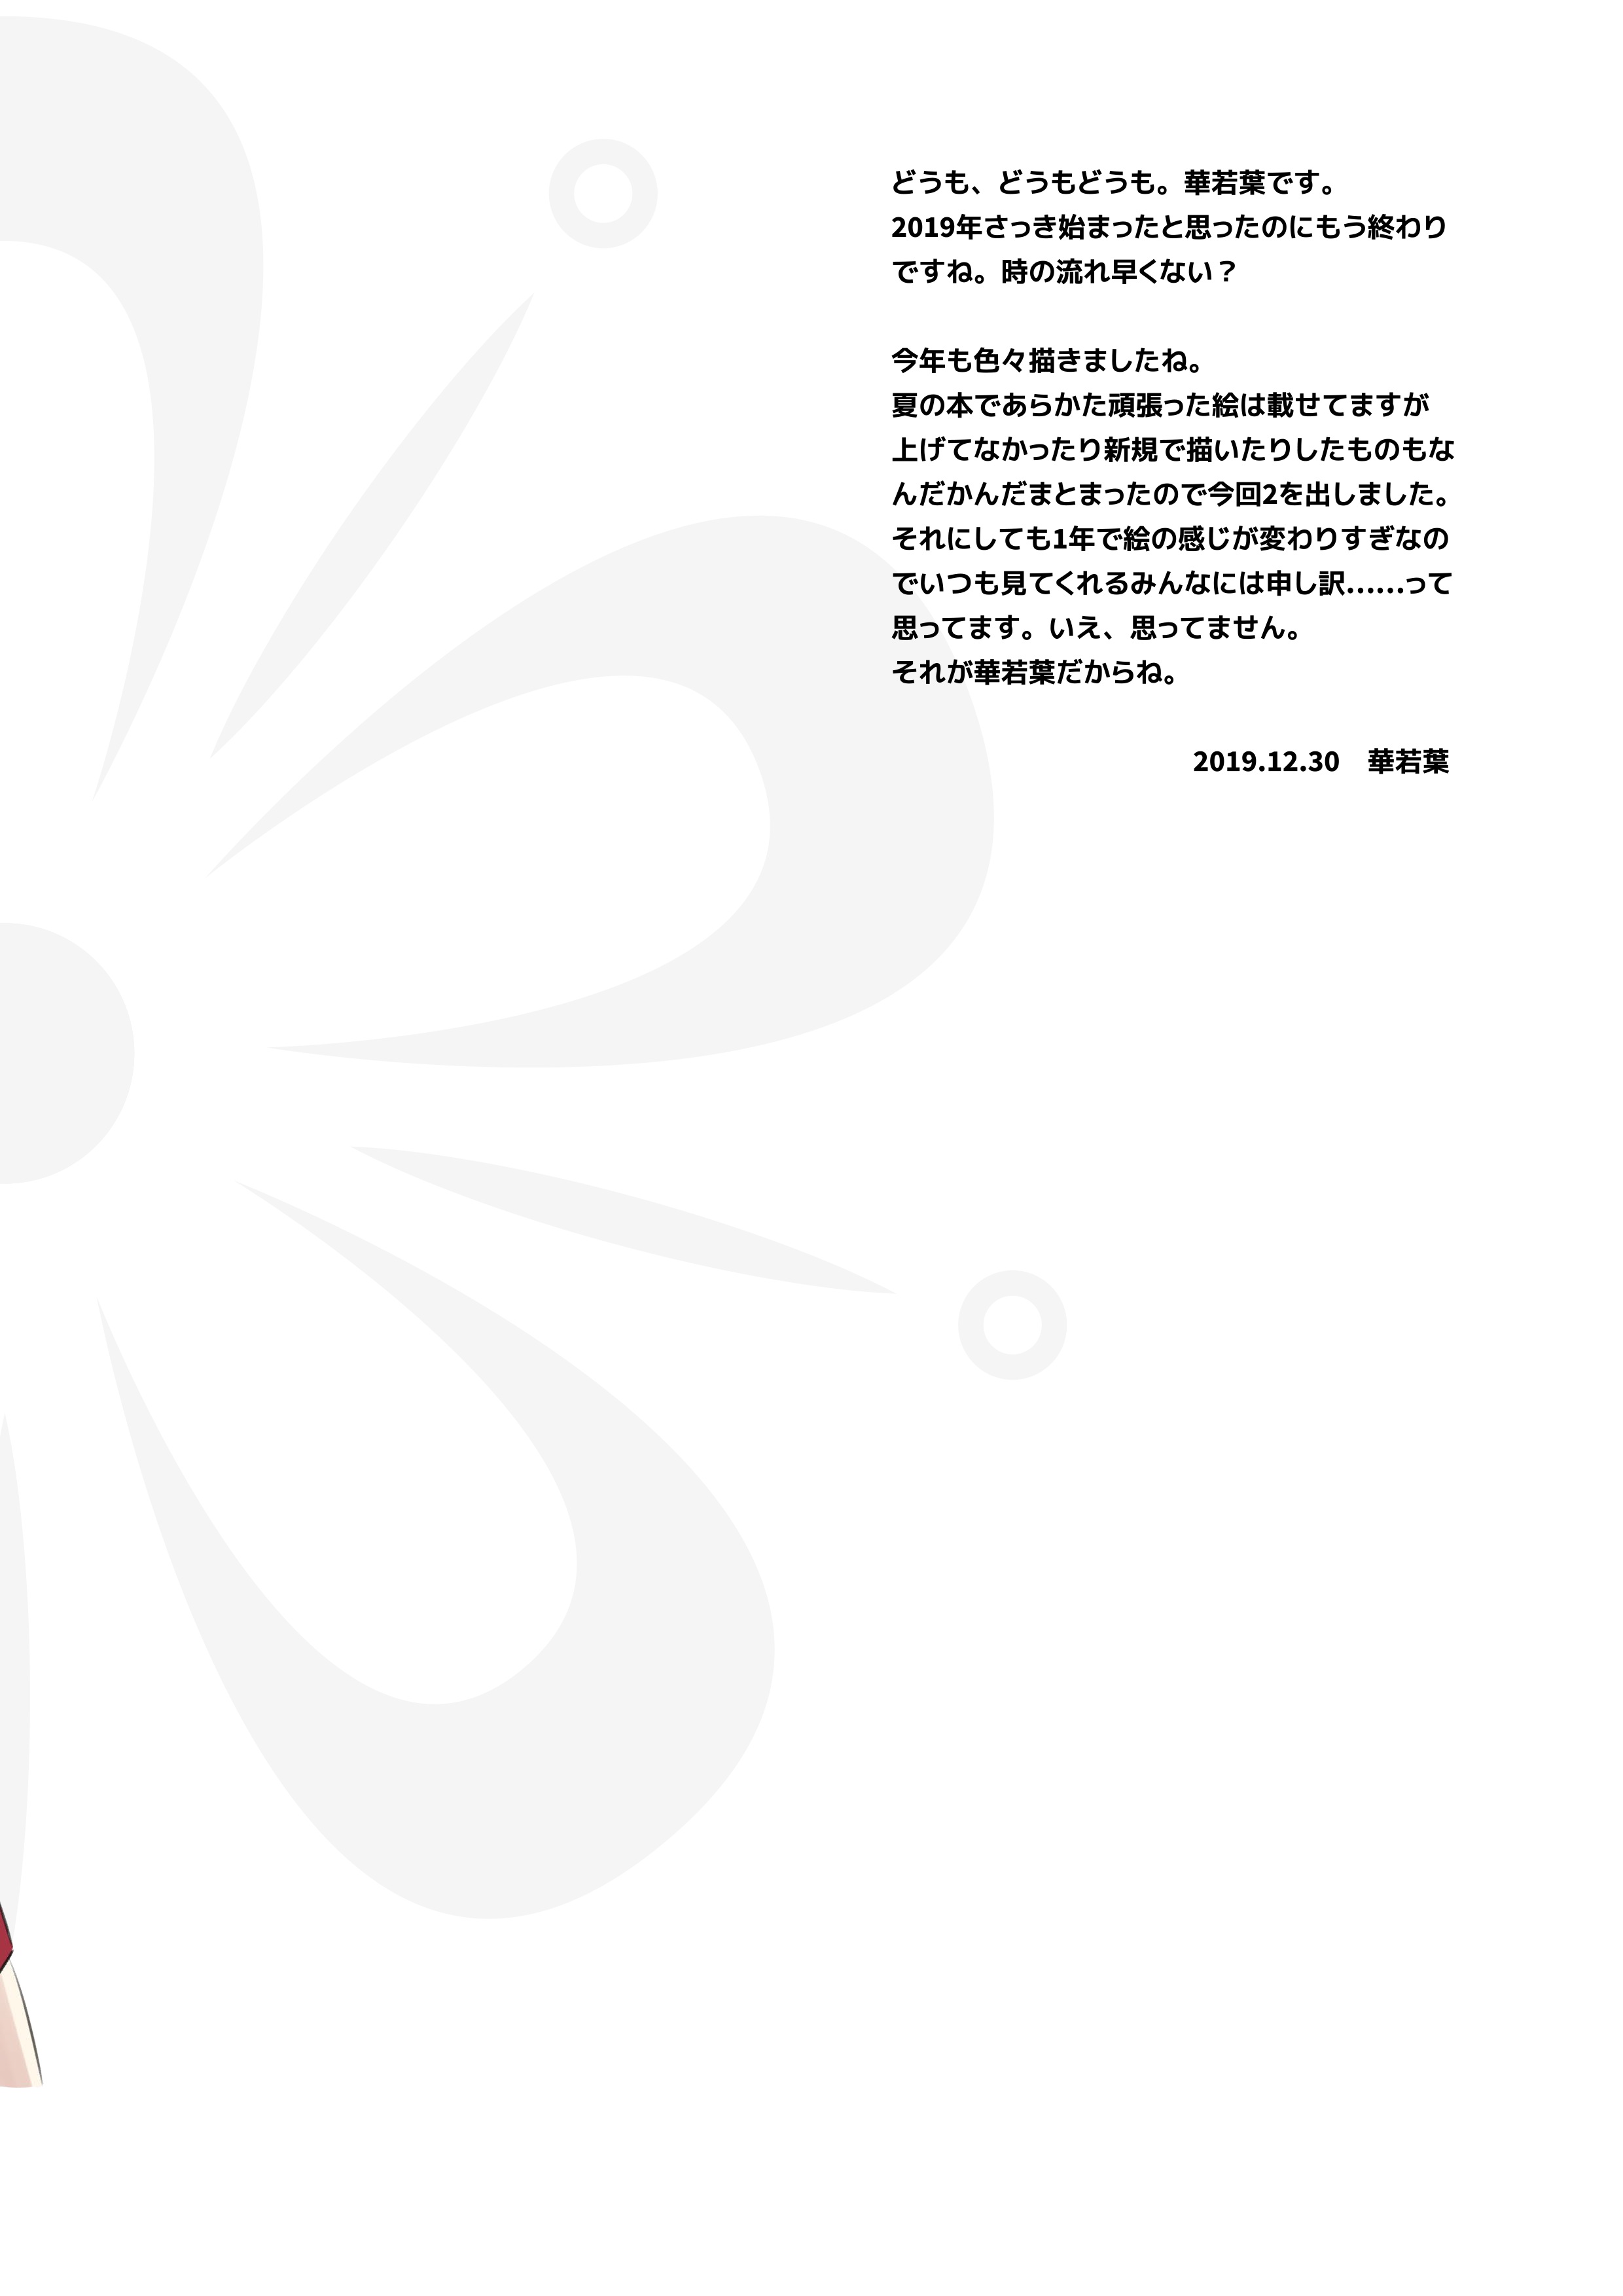 どうも、どうもどうも。華若葉です。
2019年さっき始まったと思ったのにもう終わり
ですね。時の流れ早くない？
今年も色々描きましたね。
夏の本であらかた頑張った絵は載せてますが
上げてなかったり新規で描いたりしたものもな
んだかんだまとまったので今回2を出しました。
それにしても1年で絵の感じが変わりすぎなの
でいつも見てくれるみんなには申し訳……って
思ってます。いえ、思ってません。
それが華若葉だからね。
2019.12.30　華若葉